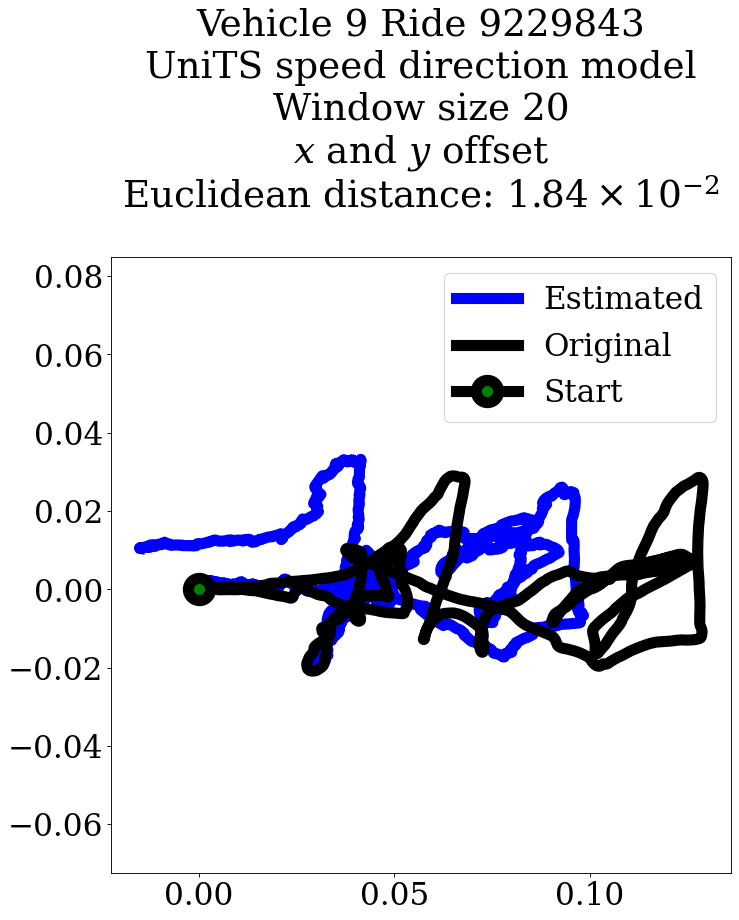 Vehicle 9 Ride 9229843
UniTS speed direction model
Window size 20
x and y offset
Euclidean distance: 1.84 × 10⁻²
Estimated
Original
Start
0.08
0.06
0.04
0.02
0.00
−0.02
−0.04
−0.06
0.00 0.05 0.10